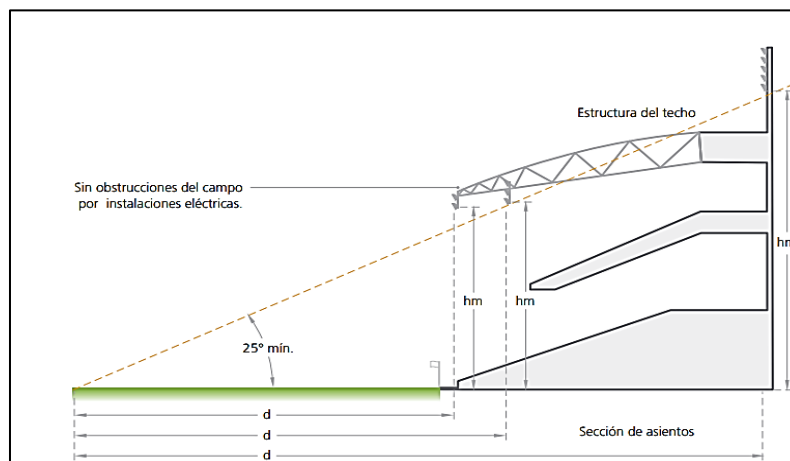 Estructura del techo
Sin obstrucciones del campo
por instalaciones eléctricas.
hm
hm
hm
25° mín.
d
d
Sección de asientos
d